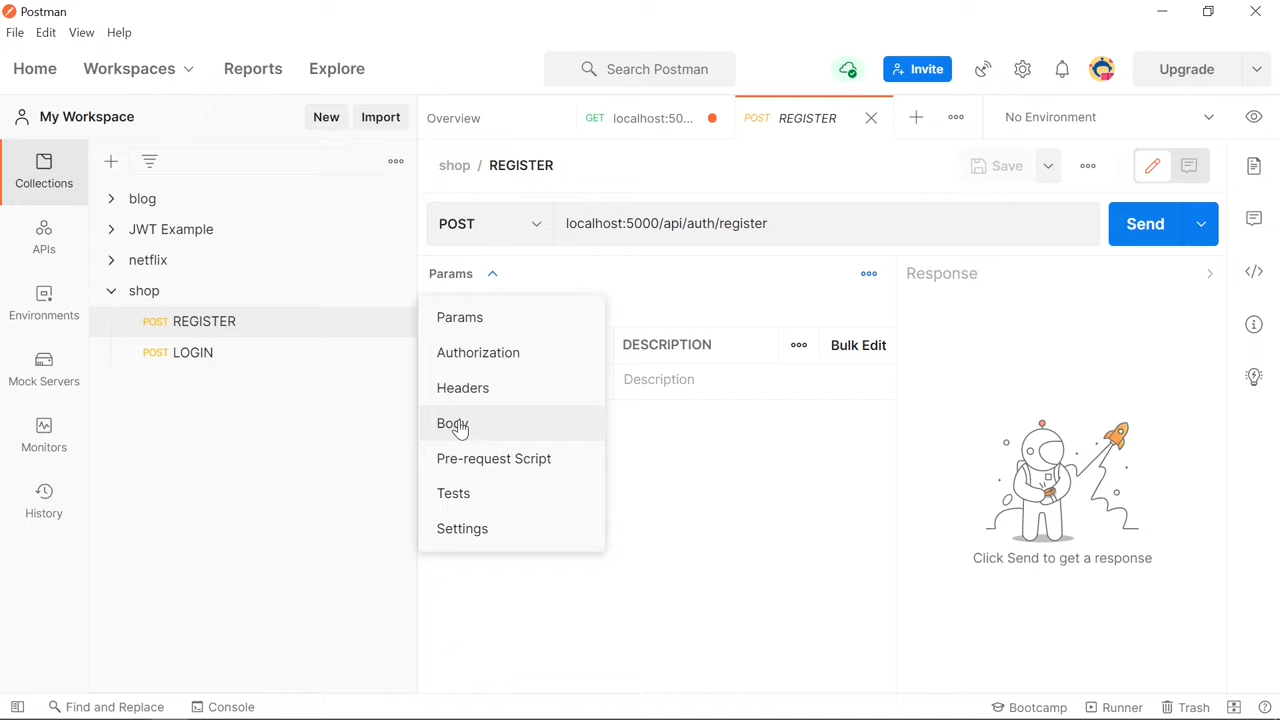 Postman
File Edit View Help
Home Workspaces Reports Explore Search Postman Invite Upgrade
My Workspace New Import Overview GET localhost:50... POST REGISTER No Environment
Collections
APIs
Environments
Mock Servers
Monitors
History
blog
JWT Example
netflix
shop
POST REGISTER
POST LOGIN
shop / REGISTER Save
POST localhost:5000/api/auth/register Send
Params
Params
Authorization
Headers
Body
Pre-request Script
Tests
Settings
DESCRIPTION Bulk Edit
Description
Response
Click Send to get a response
Find and Replace Console Bootcamp Runner Trash